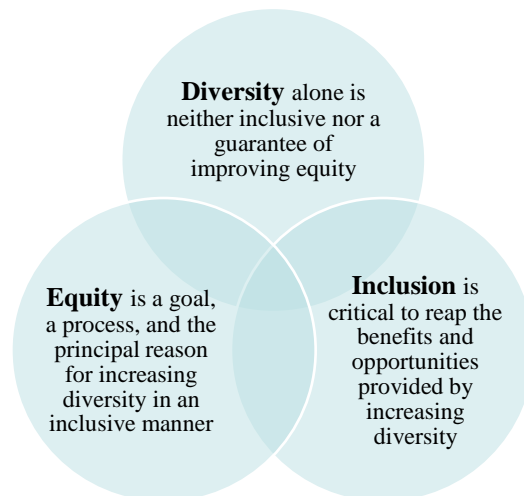 Diversity alone is
neither inclusive nor a
guarantee of
improving equity
Equity is a goal,
a process, and the
principal reason
for increasing
diversity in an
inclusive manner
Inclusion is
critical to reap the
benefits and
opportunities
provided by
increasing
diversity